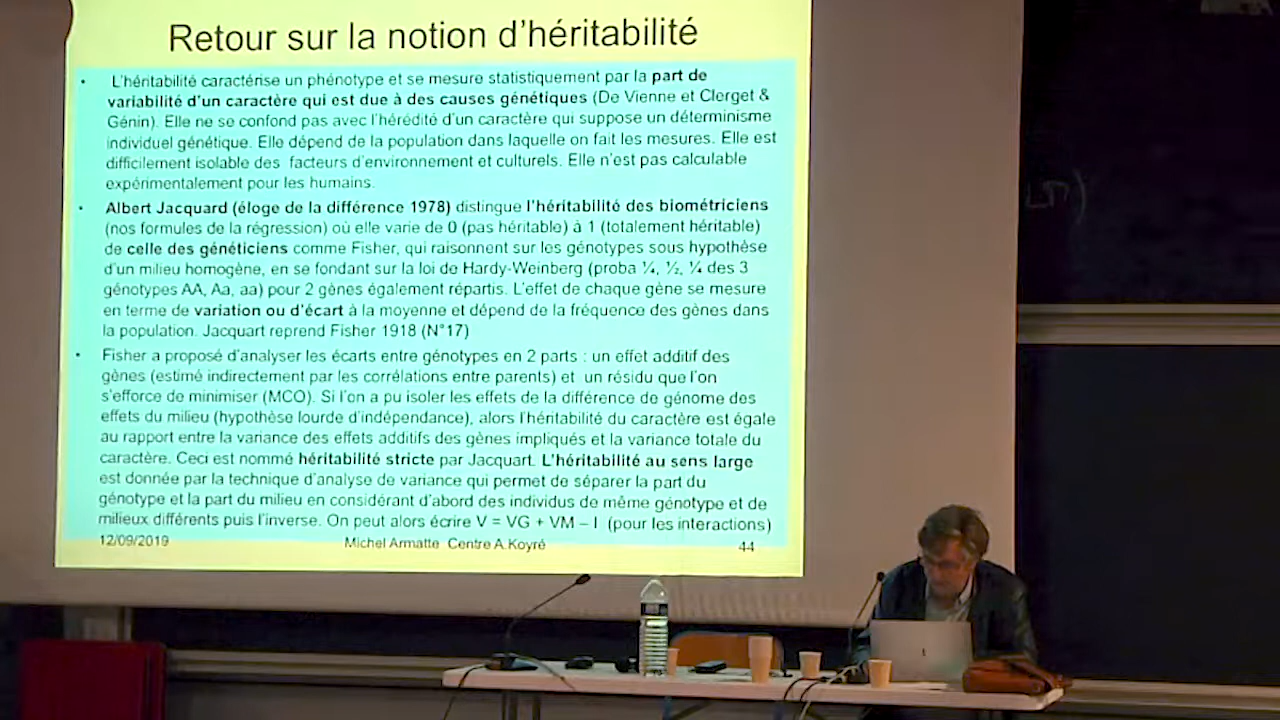 Retour sur la notion d'héritabilité
• L'héritabilité caractérise un phénotype et se mesure statistiquement par la part de
variabilité d'un caractère qui est due à des causes génétiques (De Vienne et Clerget &
Génin). Elle ne se confond pas avec l'hérédité d'un caractère qui suppose un déterminisme
individuel génétique. Elle dépend de la population dans laquelle on fait les mesures. Elle est
difficilement isolable des facteurs d'environnement et culturels. Elle n'est pas calculable
expérimentalement pour les humains.
• Albert Jacquard (éloge de la différence 1978) distingue l'héritabilité des biométriciens
(nos formules de la régression) où elle varie de 0 (pas héritable) à 1 (totalement héritable)
de celle des généticiens comme Fisher, qui raisonnent sur les génotypes sous hypothèse
d'un milieu homogène, en se fondant sur la loi de Hardy-Weinberg (proba ¼, ½, ¼ des 3
génotypes AA, Aa, aa) pour 2 gènes également répartis. L'effet de chaque gène se mesure
en terme de variation ou d'écart à la moyenne et dépend de la fréquence des gènes dans
la population. Jacquart reprend Fisher 1918 (N°17)
• Fisher a proposé d'analyser les écarts entre génotypes en 2 parts : un effet additif des
gènes (estimé indirectement par les corrélations entre parents) et un résidu que l'on
s'efforce de minimiser (MCO). Si l'on a pu isoler les effets de la différence de génome des
effets du milieu (hypothèse lourde d'indépendance), alors l'héritabilité du caractère est égale
au rapport entre la variance des effets additifs des gènes impliqués et la variance totale du
caractère. Ceci est nommé héritabilité stricte par Jacquart. L'héritabilité au sens large
est donnée par la technique d'analyse de variance qui permet de séparer la part du
génotype et la part du milieu en considérant d'abord des individus de même génotype et de
milieux différents puis l'inverse. On peut alors écrire V = VG + VM – I (pour les interactions)
12/09/2019 Michel Armatte Centre A.Koyré 44